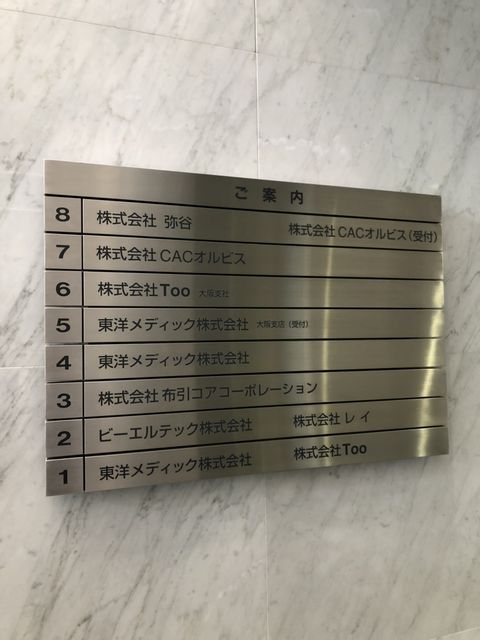 ご案内
8 株式会社 弥谷 株式会社 CACオルビス(受付)
7 株式会社 CACオルビス
6 株式会社Too 大阪支社
5 東洋メディック株式会社 大阪支店(受付)
4 東洋メディック株式会社
3 株式会社 布引コアコーポレーション
2 ビーエルテック株式会社 株式会社 レイ
1 東洋メディック株式会社 株式会社Too